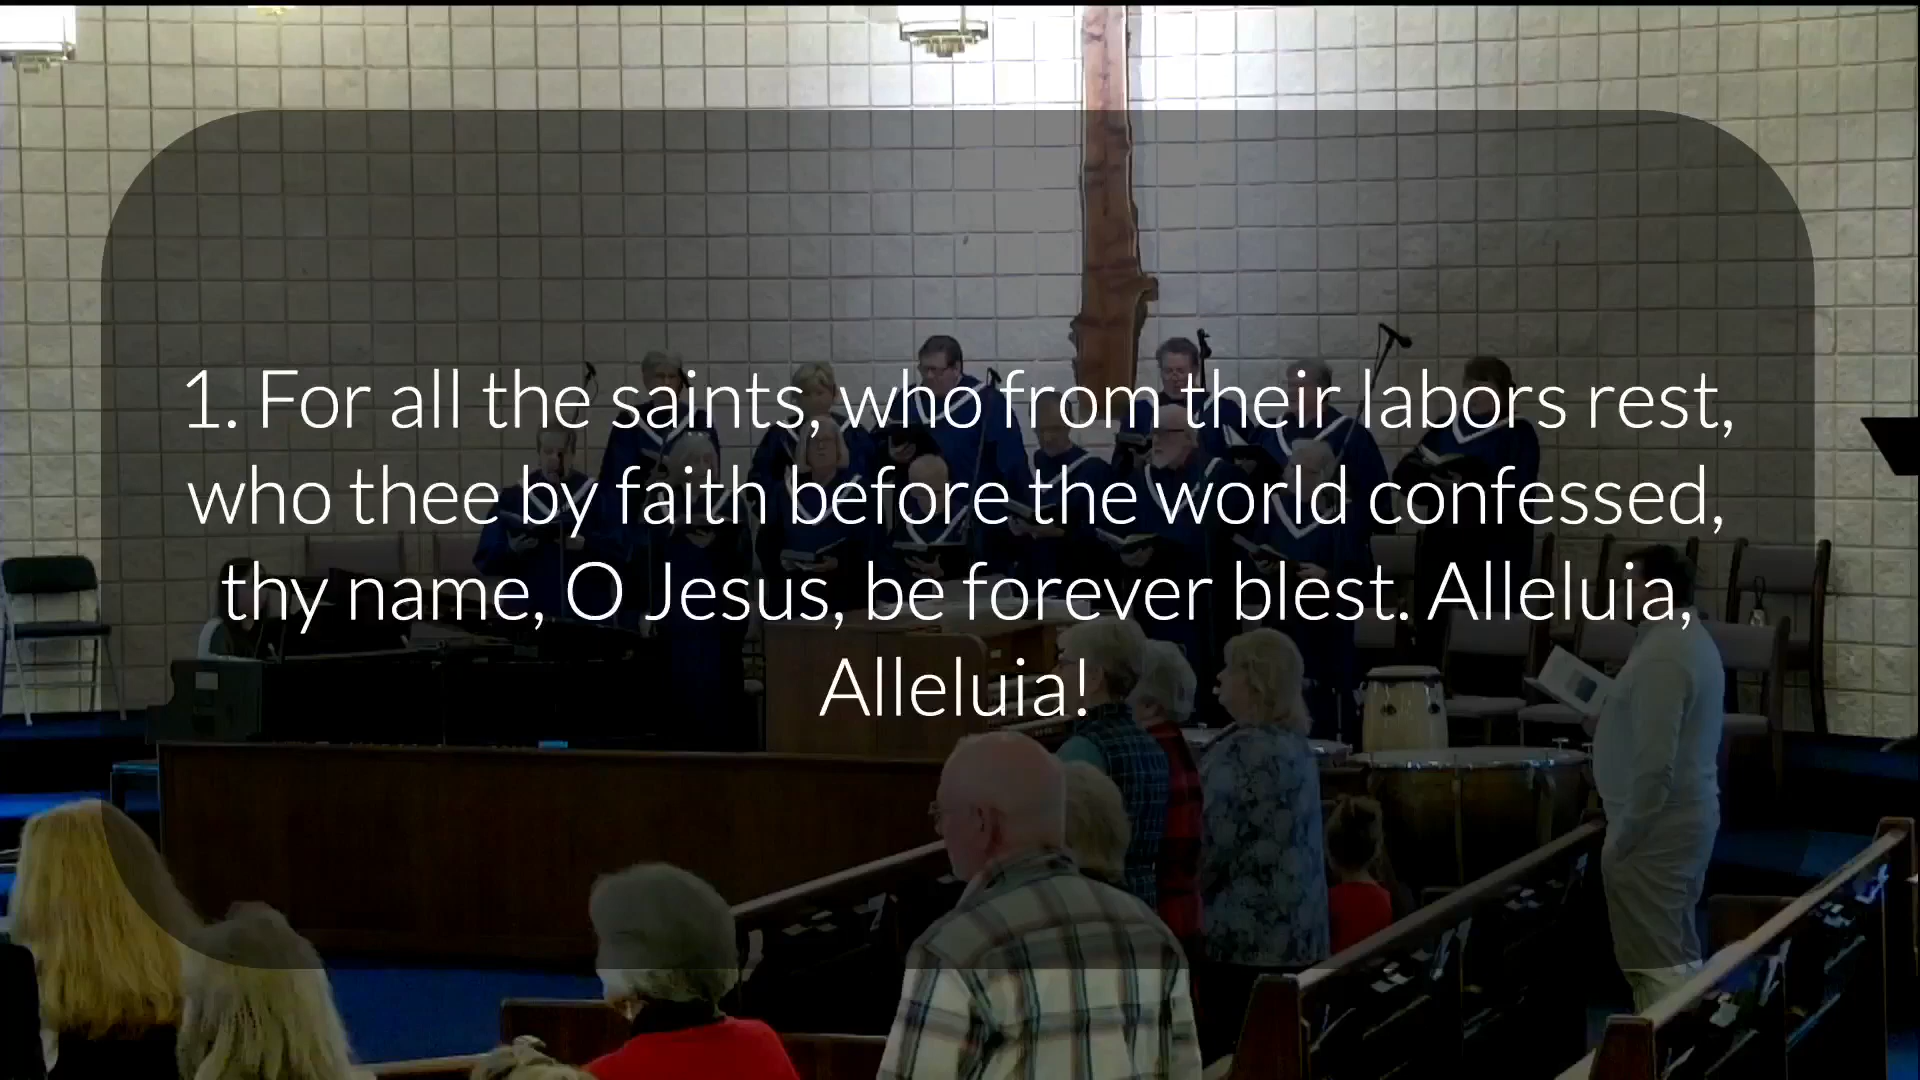 1. For all the saints, who from their labors rest,
who thee by faith before the world confessed,
thy name, O Jesus, be forever blest. Alleluia,
Alleluia!